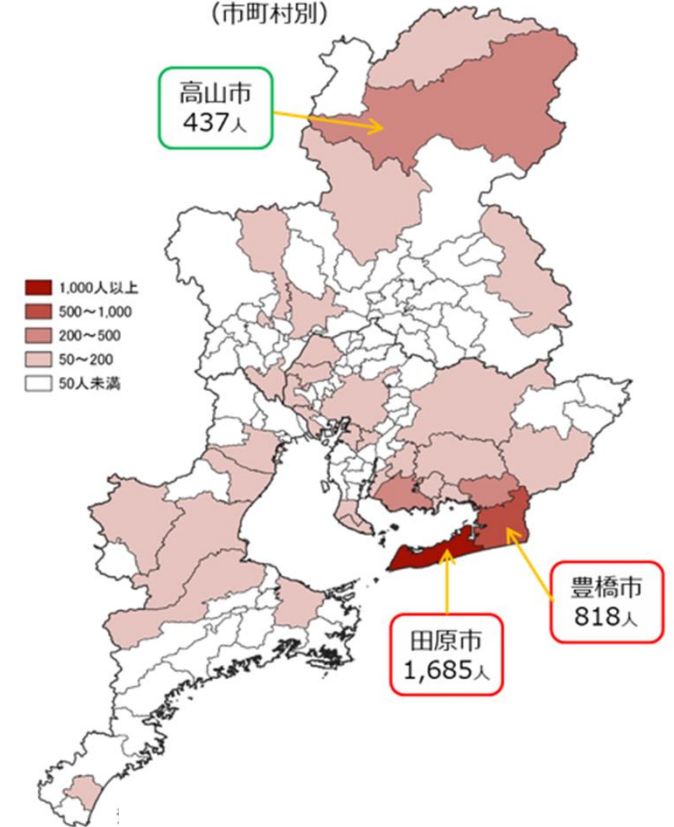 （市町村別）
高山市
437人
1,000人以上
500～1,000
200～500
50～200
50人未満
豊橋市
818人
田原市
1,685人